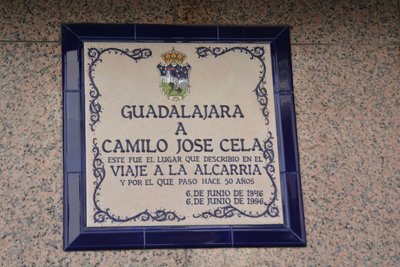 GUADALAJARA
A
CAMILO JOSE CELA
ESTE FUE EL LUGAR QUE DESCRIBIO EN EL
VIAJE A LA ALCARRIA
Y POR EL QUE PASO HACE 50 AÑOS
6, DE JUNIO DE 1946
6, DE JUNIO DE 1996